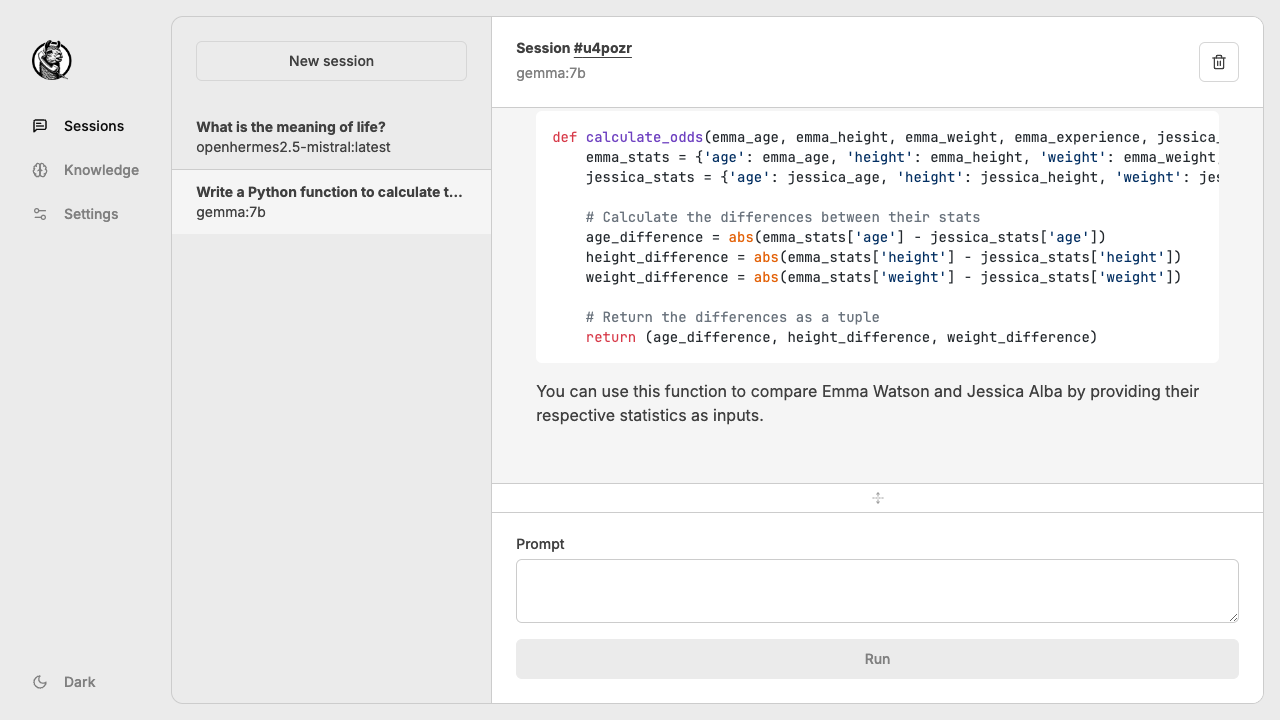 Sessions
Knowledge
Settings
Dark
New session
What is the meaning of life?
openhermes2.5-mistral:latest
Write a Python function to calculate t...
gemma:7b
Session #u4pozr
gemma:7b
def calculate_odds(emma_age, emma_height, emma_weight, emma_experience, jessica_
    emma_stats = {'age': emma_age, 'height': emma_height, 'weight': emma_weight,
    jessica_stats = {'age': jessica_age, 'height': jessica_height, 'weight': jes
    # Calculate the differences between their stats
    age_difference = abs(emma_stats['age'] - jessica_stats['age'])
    height_difference = abs(emma_stats['height'] - jessica_stats['height'])
    weight_difference = abs(emma_stats['weight'] - jessica_stats['weight'])
    # Return the differences as a tuple
    return (age_difference, height_difference, weight_difference)
You can use this function to compare Emma Watson and Jessica Alba by providing their
respective statistics as inputs.
Prompt
Run